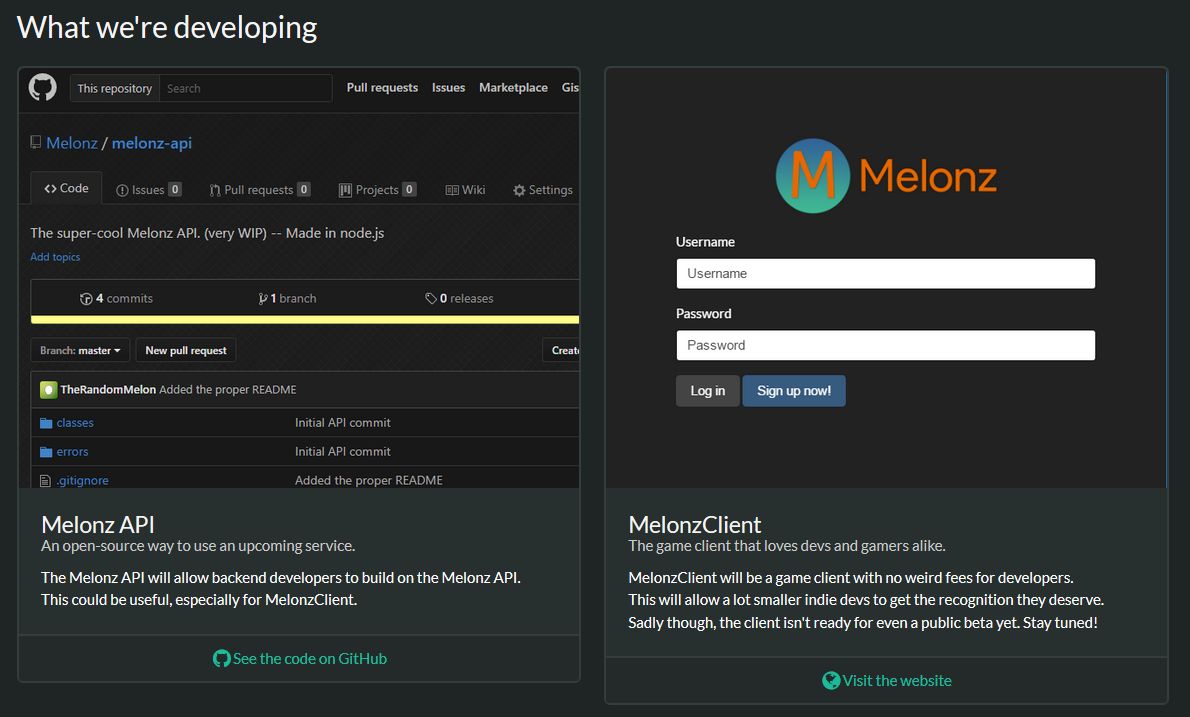 What we're developing
This repository Search Pull requests Issues Marketplace
Melonz / melonz-api
Code Issues 0 Pull requests 0 Projects 0 Wiki Settings
The super-cool Melonz API. (very WIP) -- Made in node.js
Add topics
4 commits 1 branch 0 releases
Branch: master New pull request
TheRandomMelon Added the proper README
classes Initial API commit
errors Initial API commit
.gitignore Added the proper README
Melonz API
An open-source way to use an upcoming service.
The Melonz API will allow backend developers to build on the Melonz API.
This could be useful, especially for MelonzClient.
See the code on GitHub
M Melonz
Username
Username
Password
Password
Log in Sign up now!
MelonzClient
The game client that loves devs and gamers alike.
MelonzClient will be a game client with no weird fees for developers.
This will allow a lot smaller indie devs to get the recognition they deserve.
Sadly though, the client isn't ready for even a public beta yet. Stay tuned!
Visit the website